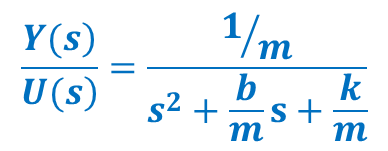 Y(s)/U(s) = (1/m)/(s² + (b/m)s + k/m)